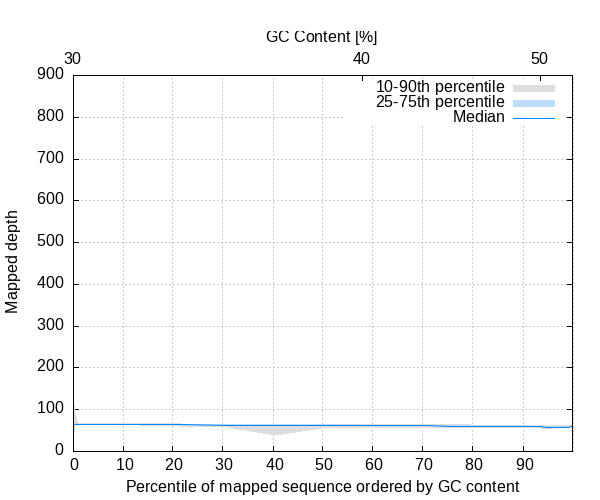 GC Content [%]
30 40 50
900
10-90th percentile
25-75th percentile
Median
800
700
600
500
400
300
200
100
0
Mapped depth
0 10 20 30 40 50 60 70 80 90
Percentile of mapped sequence ordered by GC content